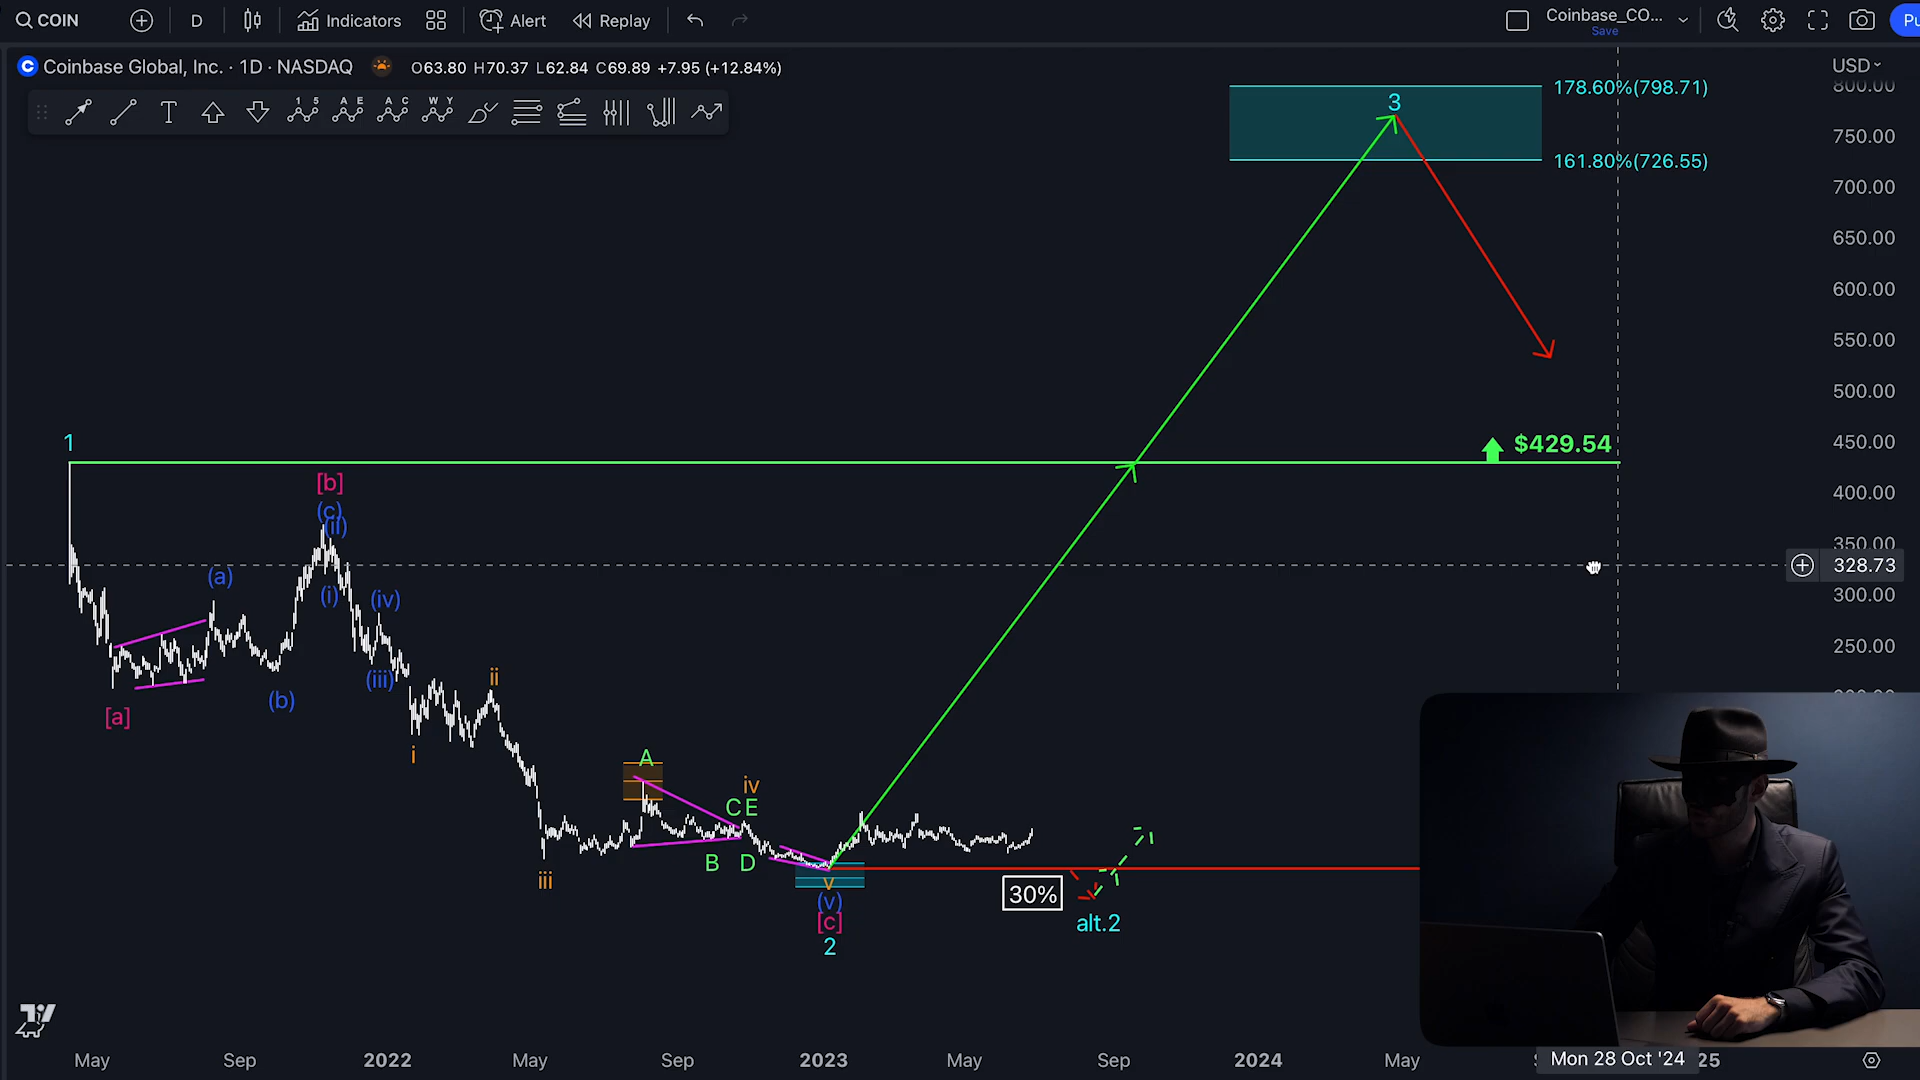 COIN D Indicators Alert Replay Coinbase_CO... Save Pu
Coinbase Global, Inc. · 1D · NASDAQ O63.80 H70.37 L62.84 C69.89 +7.95 (+12.84%) USD
T 1 5 A E A C W Y
800.00
178.60%(798.71)
3
750.00
161.80%(726.55)
700.00
650.00
600.00
550.00
500.00
1 $429.54 450.00
[b] 400.00
(c)
(ii)
350.00
328.73
(a)
(i) (iv) 300.00
250.00
(b) (iii) ii
[a]
i
A
iv
C E
B D
iii v
(v)
[c]
2
30%
alt.2
May Sep 2022 May Sep 2023 May Sep 2024 May Mon 28 Oct '24 25